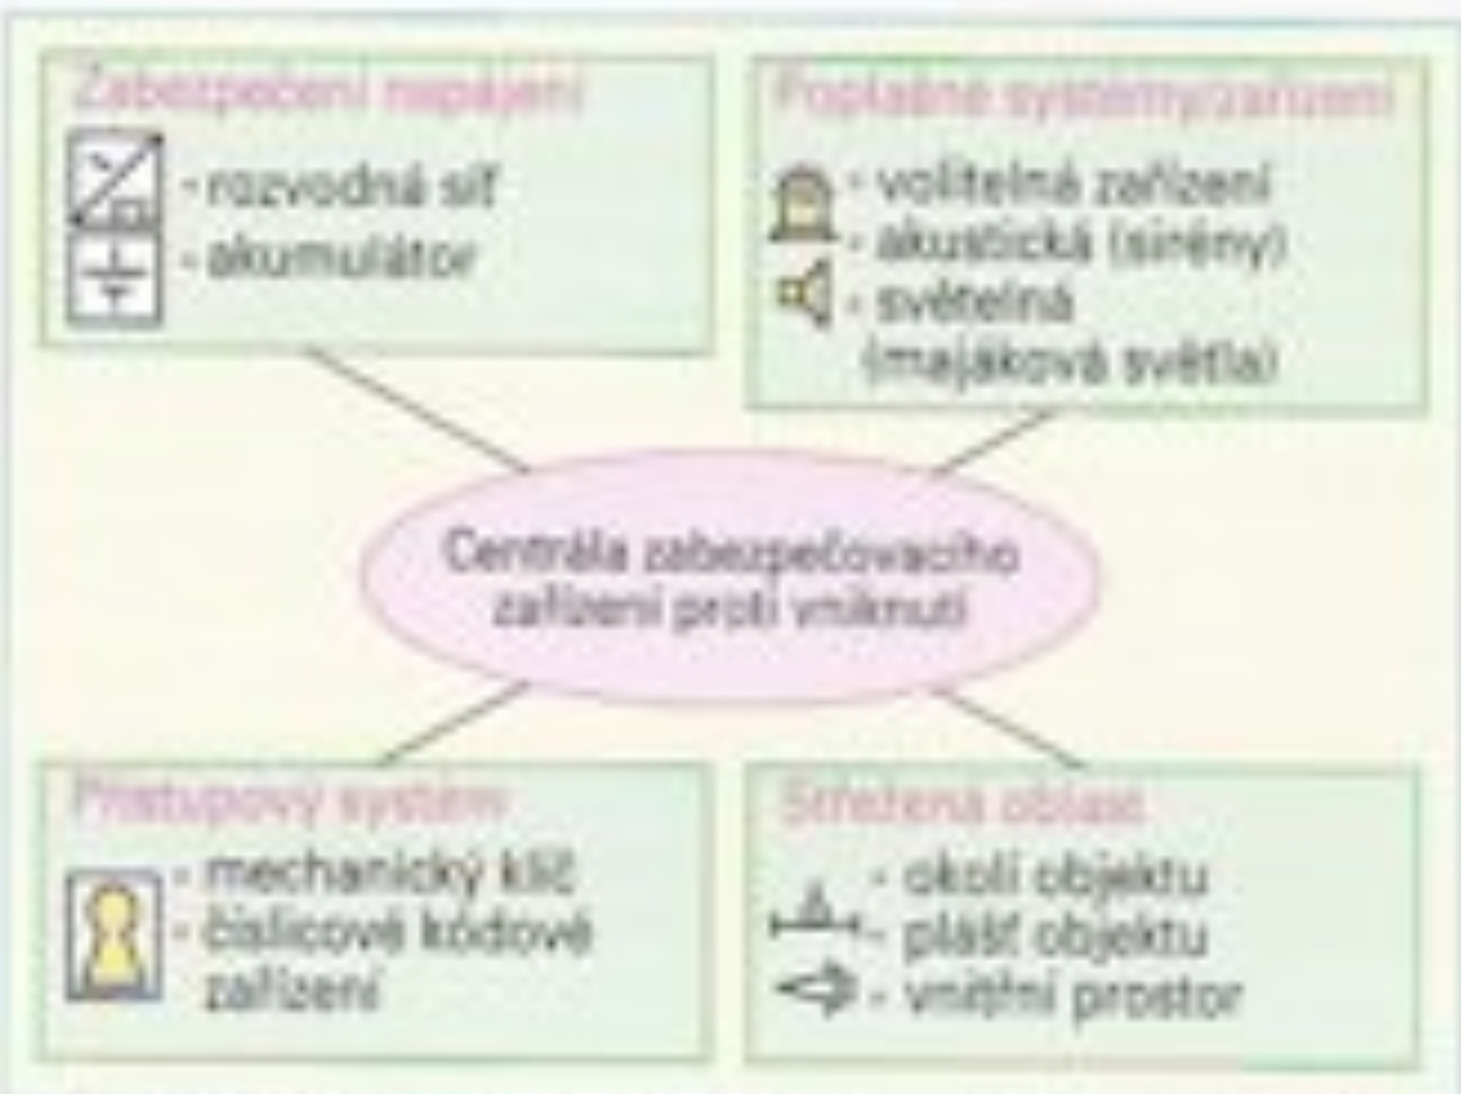 Zabezpečení napájení
- rozvodná síť
- akumulátor
Poplašné systémy/zařízení
- volitelná zařízení
- akustická (sirény)
- světelná
(majáková světla)
Centrála zabezpečovacího
zařízení proti vniknutí
Přístupový systém
- mechanický klíč
- číslicové kódové
zařízení
Střežená oblast
- okolí objektu
- plášť objektu
- vnitřní prostor